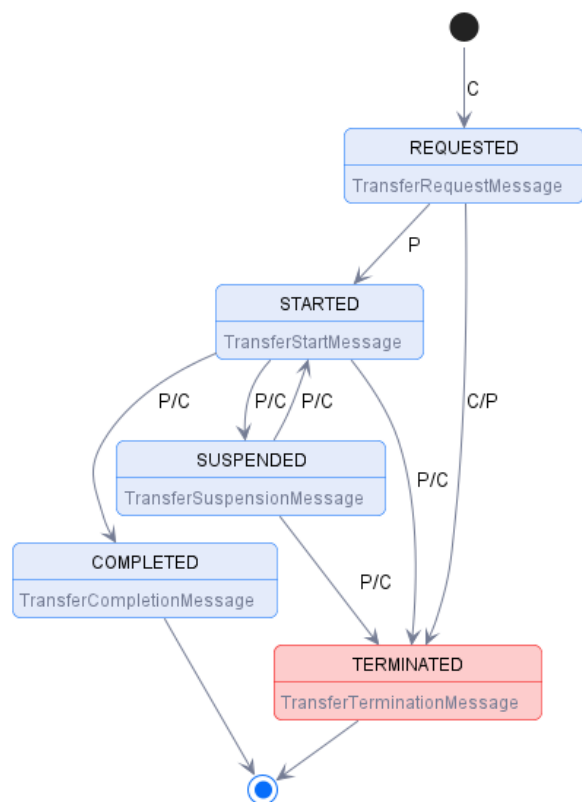 C
REQUESTED
TransferRequestMessage
P
STARTED
TransferStartMessage
P/C
P/C
P/C
C/P
SUSPENDED
TransferSuspensionMessage
P/C
COMPLETED
TransferCompletionMessage
P/C
TERMINATED
TransferTerminationMessage